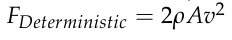 F_{Deterministic} = 2ρAv²